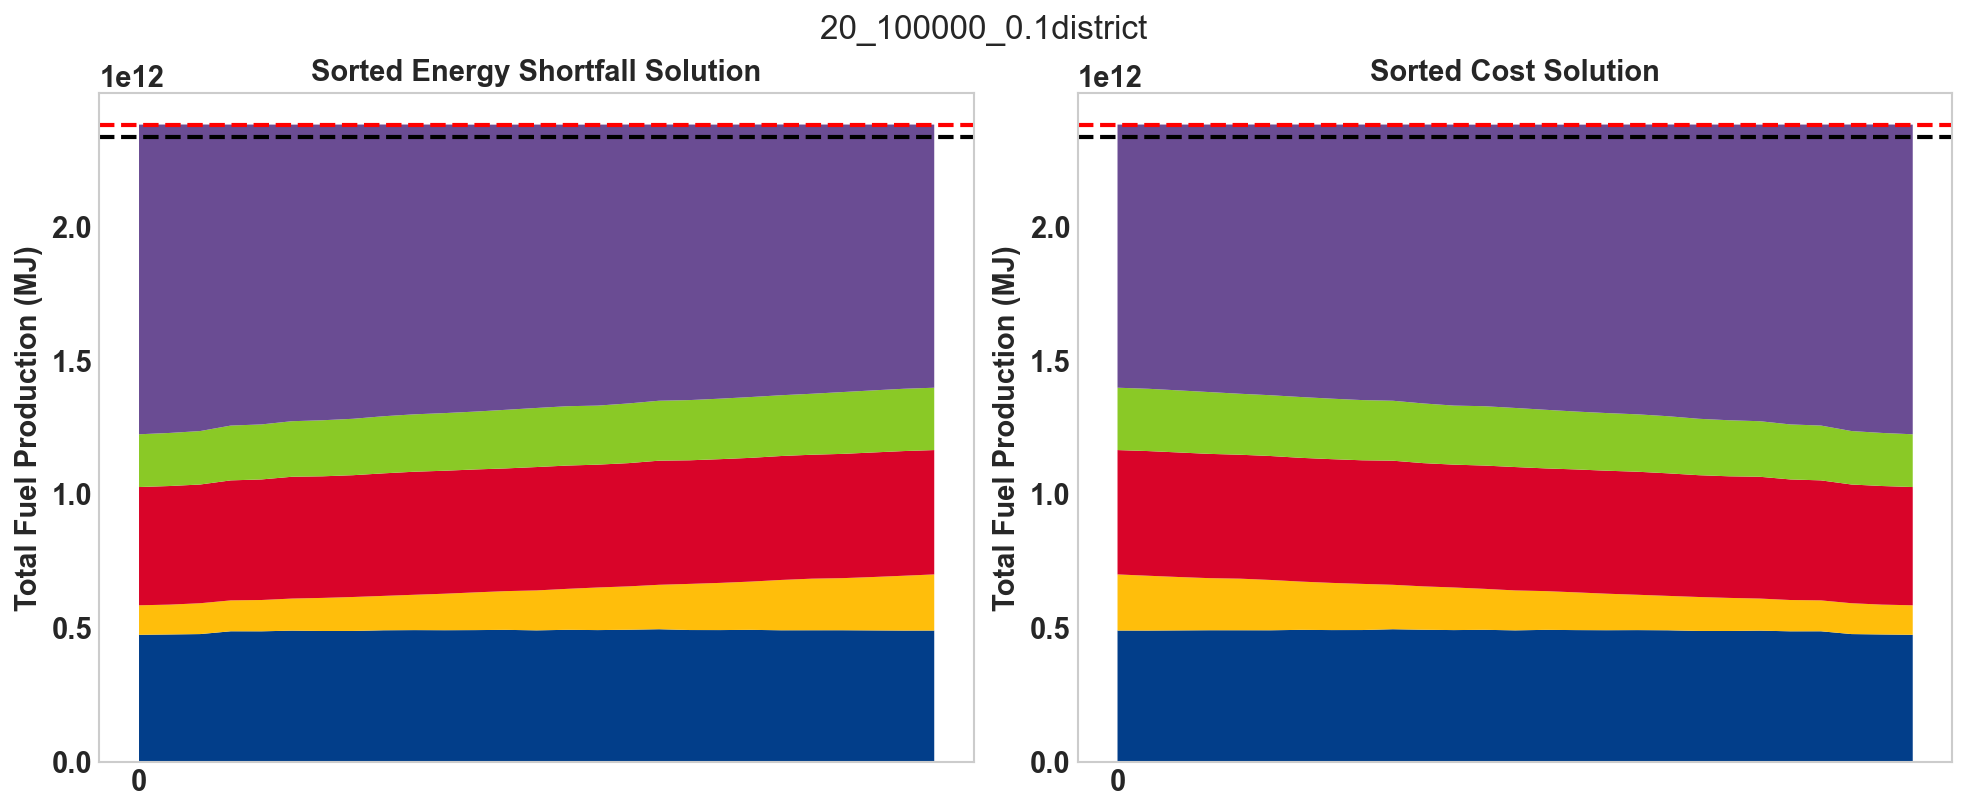 20_100000_0.1district
Sorted Energy Shortfall Solution
1e12
Total Fuel Production (MJ)
2.0
1.5
1.0
0.5
0.0
0
Sorted Cost Solution
1e12
Total Fuel Production (MJ)
2.0
1.5
1.0
0.5
0.0
0